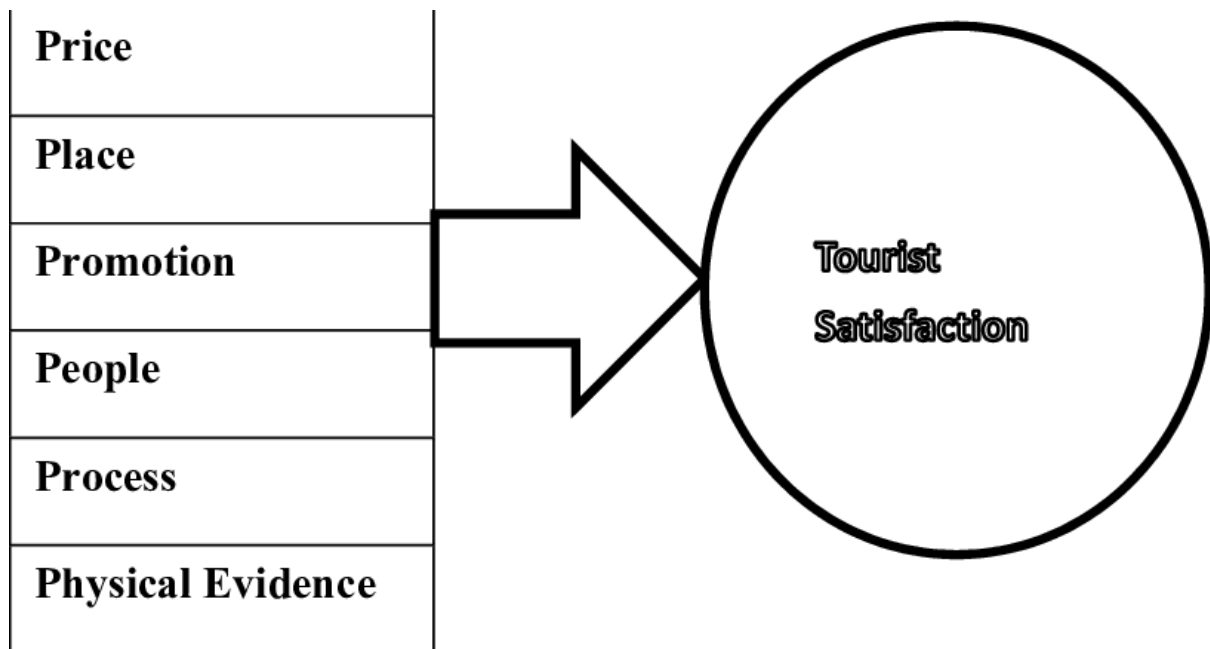 Price
Place
Promotion
People
Process
Physical Evidence
Tourist
Satisfaction